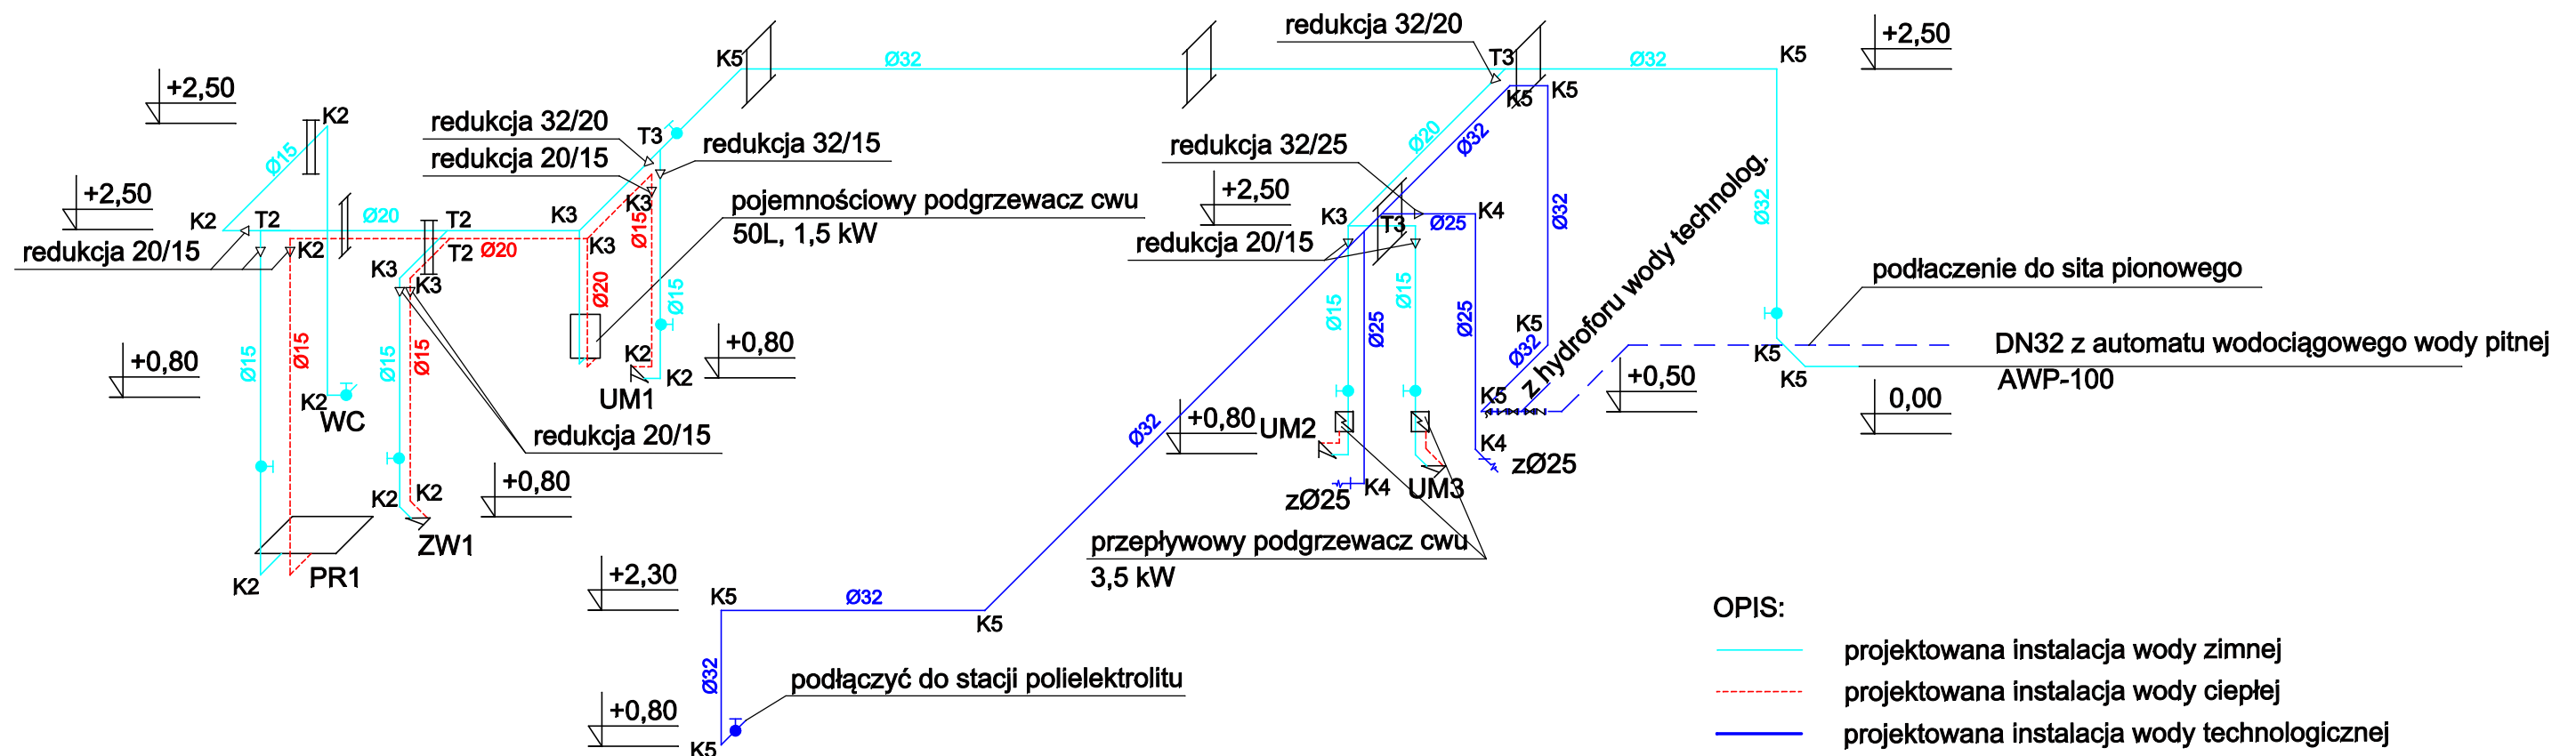 redukcja 32/20
+2,50
K5
Ø32
T3
Ø32
K5
+2,50
K5
K5
K2
redukcja 32/20
T3
redukcja 32/15
Ø20
Ø32
Ø15
redukcja 20/15
redukcja 32/25
+2,50
+2,50
K2
T2
Ø20
T2
K3
K3
pojemnościowy podgrzewacz cwu
50L, 1,5 kW
K3
T3
Ø25
K4
Ø32
Ø32
z hydroforu wody technolog.
redukcja 20/15
K2
T2
Ø20
K3
Ø15
redukcja 20/15
K3
K3
Ø20
Ø15
Ø15
Ø15
Ø25
Ø25
podłaczenie do sita pionowego
+0,80
Ø15
Ø15
Ø15
Ø15
K2
K2
+0,80
K5
Ø32
K5
K5
DN32 z automatu wodociągowego wody pitnej
AWP-100
K2
WC
UM1
+0,50
K5
0,00
redukcja 20/15
Ø32
+0,80
UM2
K4
zØ25
K2
K2
+0,80
zØ25
K4
UM3
ZW1
przepływowy podgrzewacz cwu
3,5 kW
K2
PR1
+2,30
K5
Ø32
K5
OPIS:
projektowana instalacja wody zimnej
Ø32
podłączyć do stacji polielektrolitu
projektowana instalacja wody ciepłej
+0,80
K5
projektowana instalacja wody technologicznej